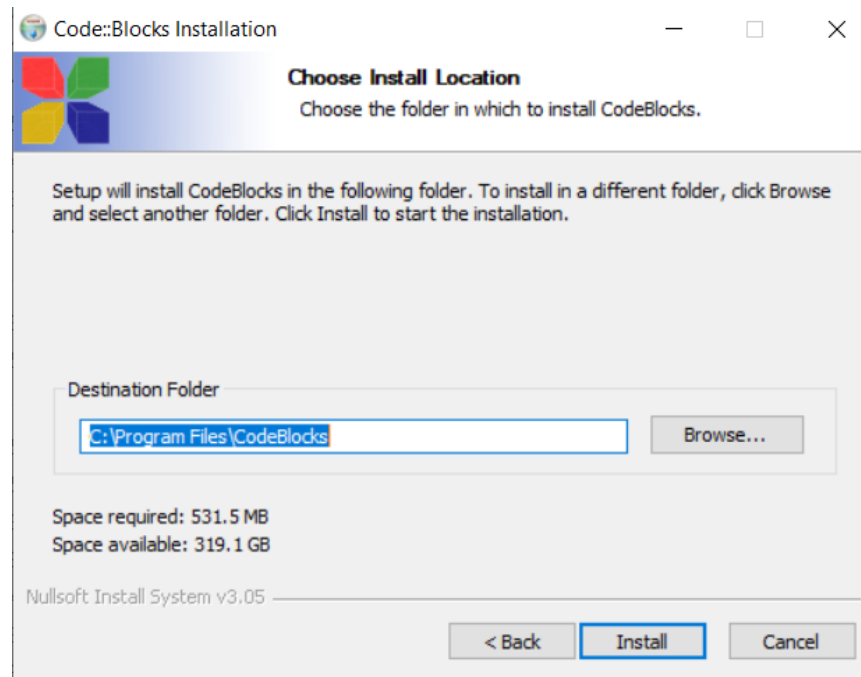 Code::Blocks Installation
Choose Install Location
Choose the folder in which to install CodeBlocks.
Setup will install CodeBlocks in the following folder. To install in a different folder, click Browse
and select another folder. Click Install to start the installation.
Destination Folder
C:\Program Files\CodeBlocks
Browse...
Space required: 531.5 MB
Space available: 319.1 GB
Nullsoft Install System v3.05
< Back
Install
Cancel